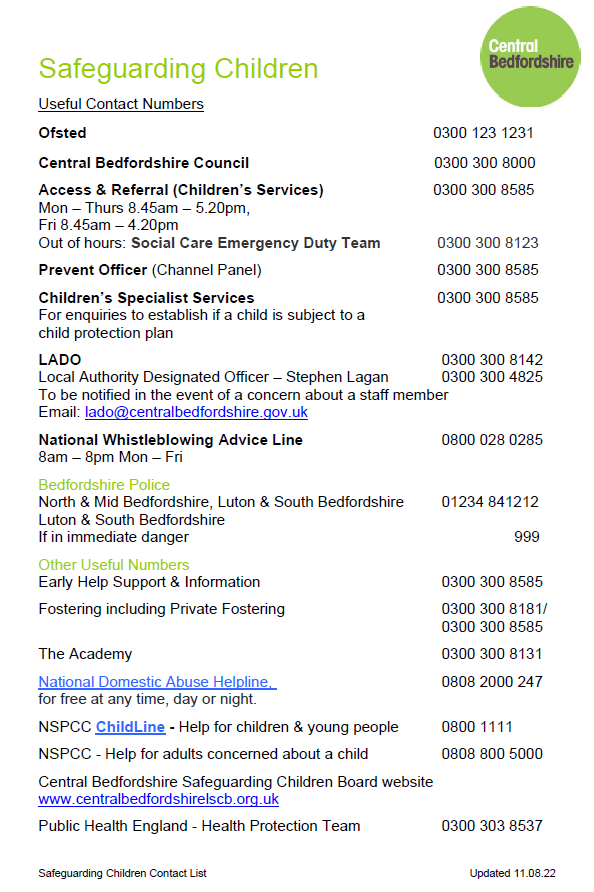 Central
Bedfordshire
Safeguarding Children
Useful Contact Numbers
Ofsted 0300 123 1231
Central Bedfordshire Council 0300 300 8000
Access & Referral (Children’s Services) 0300 300 8585
Mon – Thurs 8.45am – 5.20pm,
Fri 8.45am – 4.20pm
Out of hours: Social Care Emergency Duty Team 0300 300 8123
Prevent Officer (Channel Panel) 0300 300 8585
Children’s Specialist Services 0300 300 8585
For enquiries to establish if a child is subject to a
child protection plan
LADO 0300 300 8142
Local Authority Designated Officer – Stephen Lagan 0300 300 4825
To be notified in the event of a concern about a staff member
Email: lado@centralbedfordshire.gov.uk
National Whistleblowing Advice Line 0800 028 0285
8am – 8pm Mon – Fri
Bedfordshire Police
North & Mid Bedfordshire, Luton & South Bedfordshire 01234 841212
Luton & South Bedfordshire
If in immediate danger 999
Other Useful Numbers
Early Help Support & Information 0300 300 8585
Fostering including Private Fostering 0300 300 8181/
0300 300 8585
The Academy 0300 300 8131
National Domestic Abuse Helpline, 0808 2000 247
for free at any time, day or night.
NSPCC ChildLine - Help for children & young people 0800 1111
NSPCC - Help for adults concerned about a child 0808 800 5000
Central Bedfordshire Safeguarding Children Board website
www.centralbedfordshirelscb.org.uk
Public Health England - Health Protection Team 0300 303 8537
Safeguarding Children Contact List Updated 11.08.22